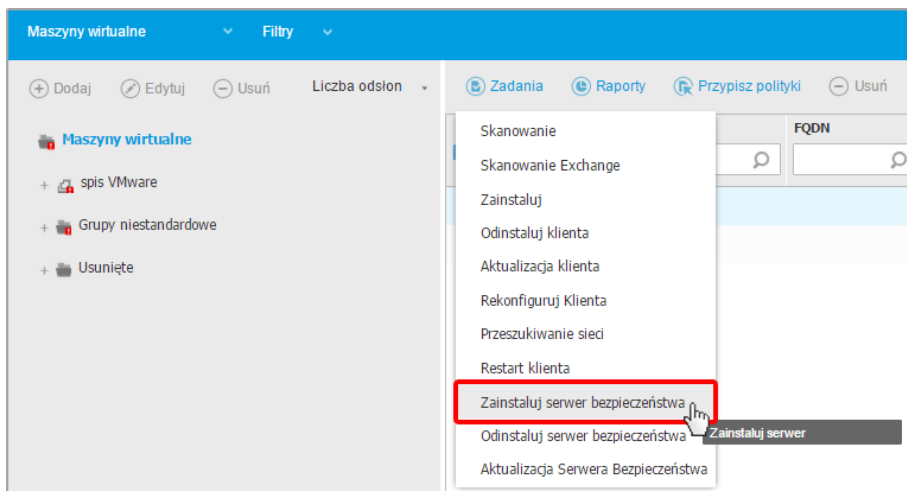 Maszyny wirtualne Filtry
Dodaj Edytuj Usuń Liczba odsłon Zadania Raporty Przypisz polityki Usuń
Maszyny wirtualne
spis VMware
Grupy niestandardowe
Usunięte
FQDN
Skanowanie
Skanowanie Exchange
Zainstaluj
Odinstaluj klienta
Aktualizacja klienta
Rekonfiguruj Klienta
Przeszukiwanie sieci
Restart klienta
Zainstaluj serwer bezpieczeństwa
Zainstaluj serwer
Odinstaluj serwer bezpieczeństwa
Aktualizacja Serwera Bezpieczeństwa